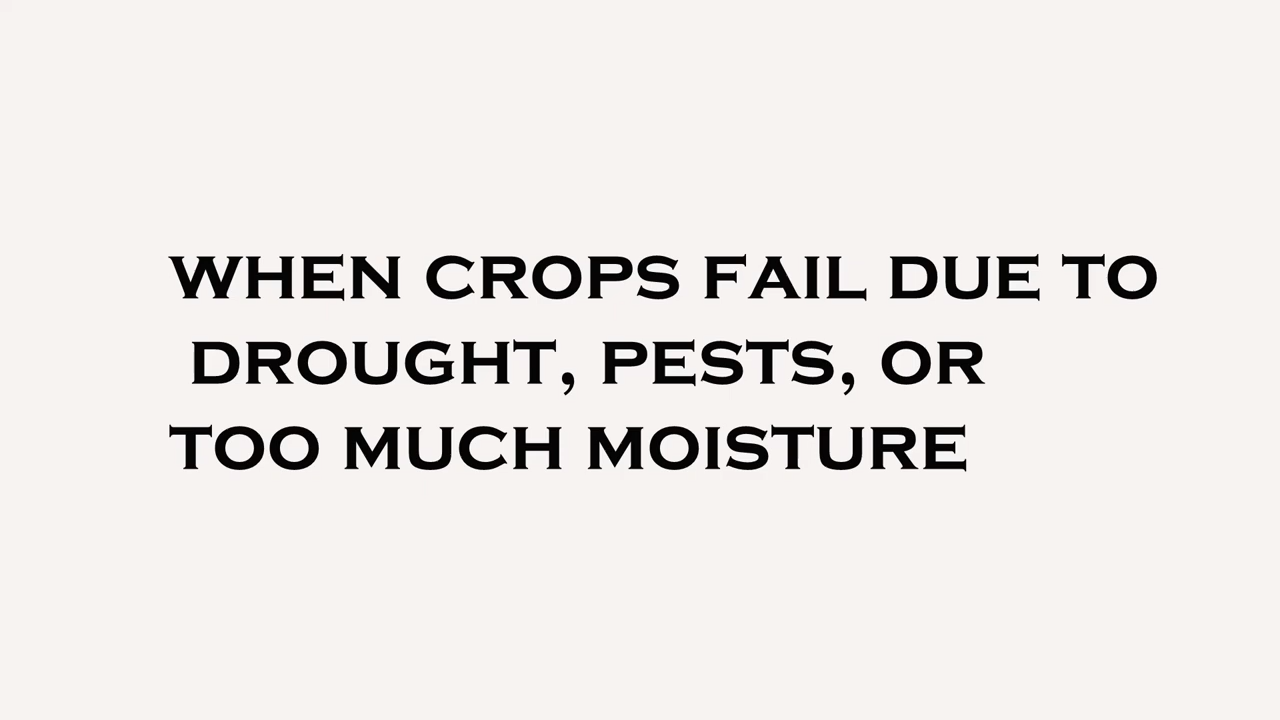 WHEN CROPS FAIL DUE TO
DROUGHT, PESTS, OR
TOO MUCH MOISTURE